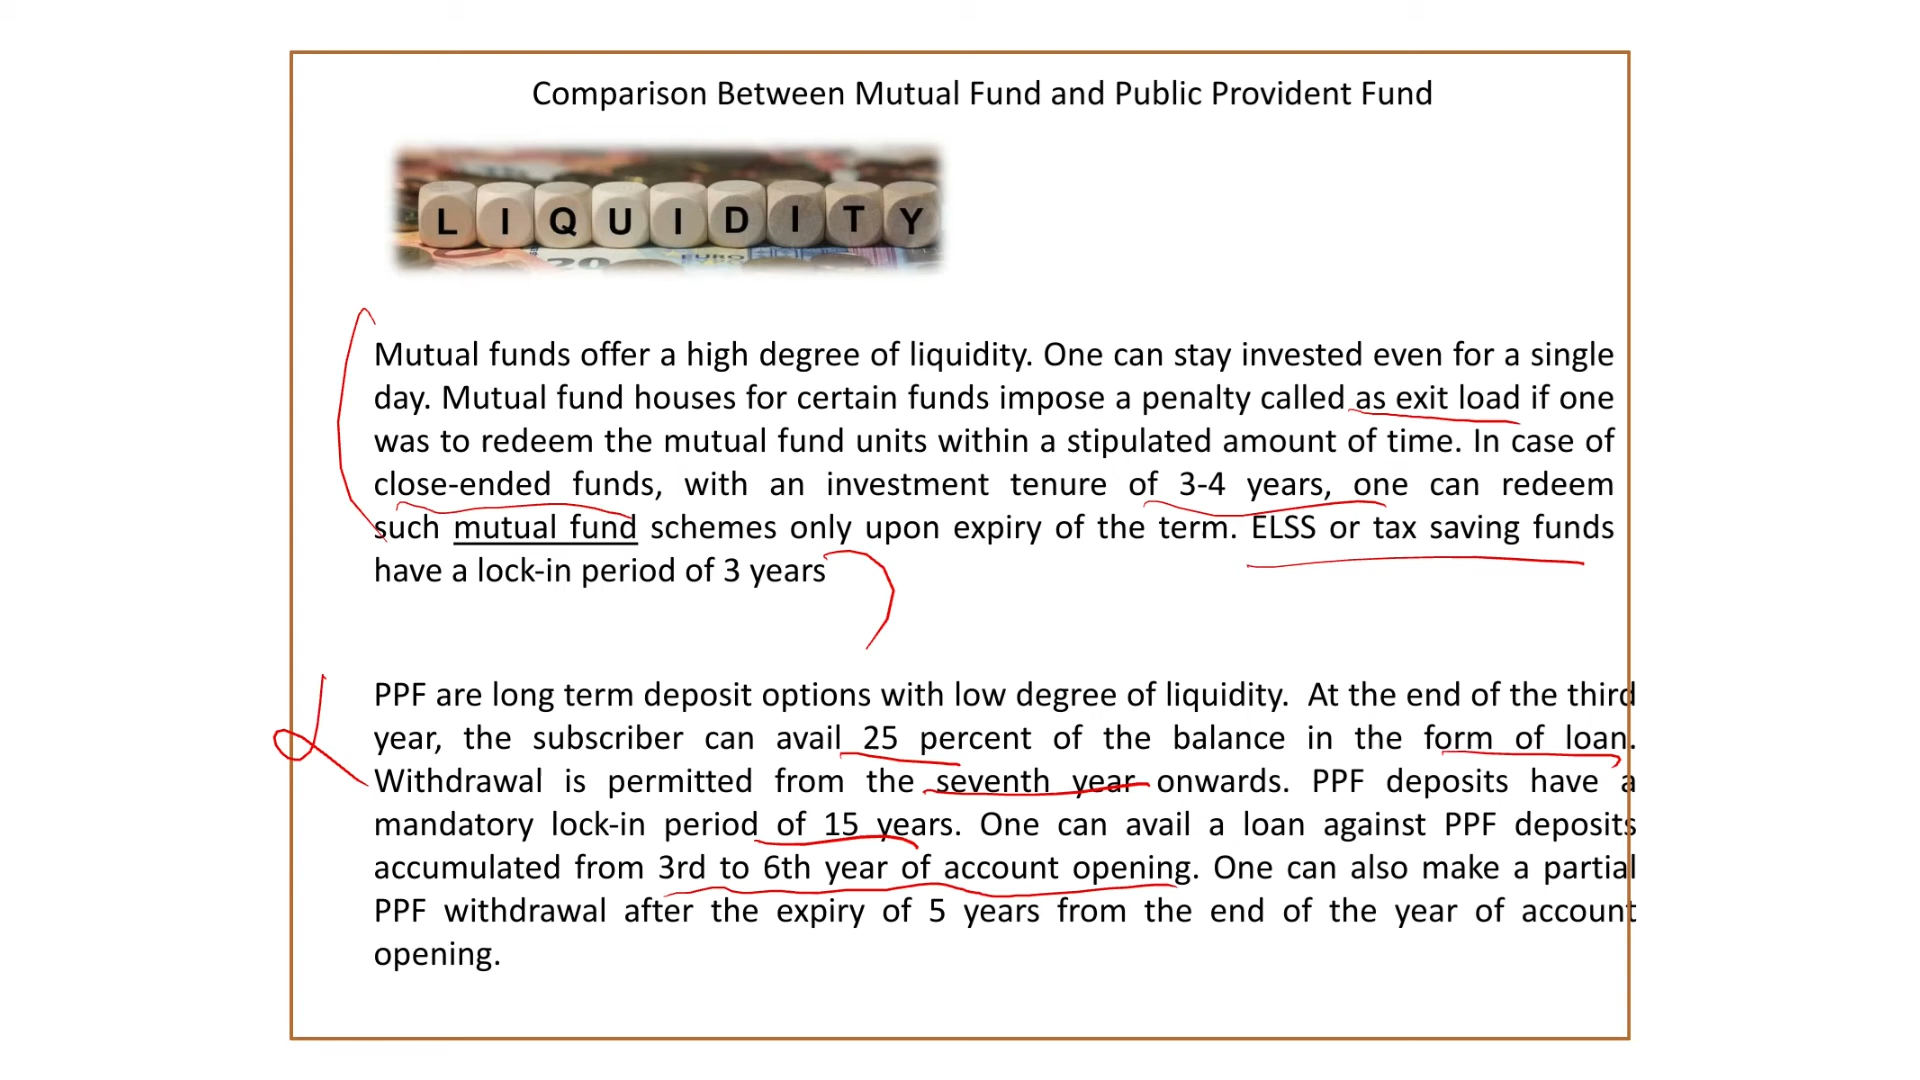 Comparison Between Mutual Fund and Public Provident Fund
LIQUIDITY
20 EURO
Mutual funds offer a high degree of liquidity. One can stay invested even for a single
day. Mutual fund houses for certain funds impose a penalty called as exit load if one
was to redeem the mutual fund units within a stipulated amount of time. In case of
close-ended funds, with an investment tenure of 3-4 years, one can redeem
such mutual fund schemes only upon expiry of the term. ELSS or tax saving funds
have a lock-in period of 3 years
PPF are long term deposit options with low degree of liquidity. At the end of the third
year, the subscriber can avail 25 percent of the balance in the form of loan.
Withdrawal is permitted from the seventh year onwards. PPF deposits have a
mandatory lock-in period of 15 years. One can avail a loan against PPF deposits
accumulated from 3rd to 6th year of account opening. One can also make a partial
PPF withdrawal after the expiry of 5 years from the end of the year of account
opening.